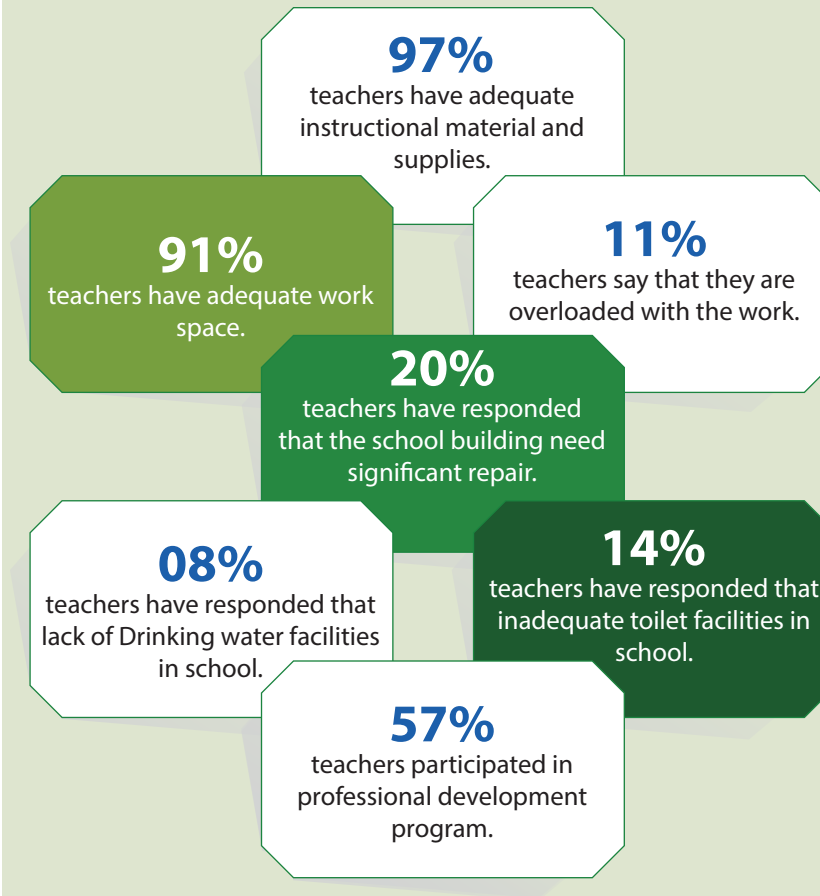 97%
teachers have adequate
instructional material and
supplies.
91%
teachers have adequate work
space.
11%
teachers say that they are
overloaded with the work.
20%
teachers have responded
that the school building need
significant repair.
08%
teachers have responded that
lack of Drinking water facilities
in school.
14%
teachers have responded that
inadequate toilet facilities in
school.
57%
teachers participated in
professional development
program.